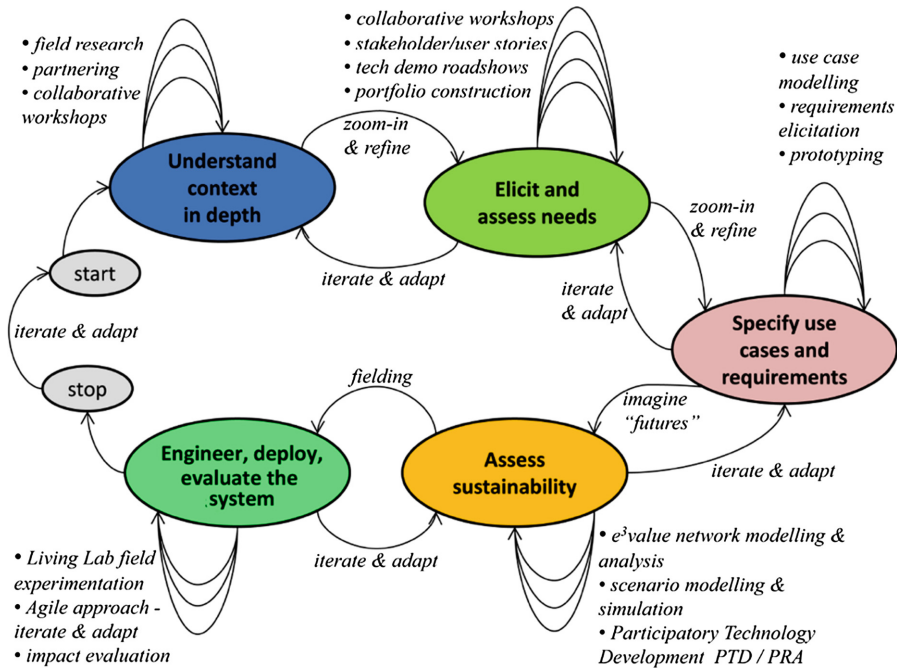 • field research
• partnering
• collaborative
workshops
• collaborative workshops
• stakeholder/user stories
• tech demo roadshows
• portfolio construction
• use case
modelling
• requirements
elicitation
• prototyping
zoom-in
& refine
Understand
context
in depth
Elicit and
assess needs
zoom-in
& refine
iterate & adapt
start
iterate
& adapt
iterate & adapt
Specify use
cases and
requirements
stop
fielding
imagine
“futures”
Engineer, deploy,
evaluate the
.system
Assess
sustainability
iterate & adapt
iterate & adapt
• Living Lab field
experimentation
• Agile approach -
iterate & adapt
• impact evaluation
• e³value network modelling &
analysis
• scenario modelling &
simulation
• Participatory Technology
Development PTD / PRA